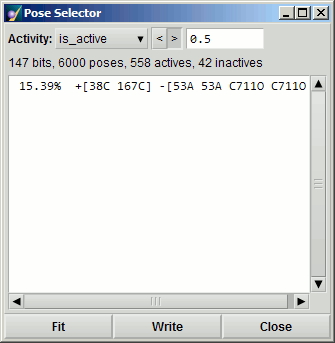 Pose Selector
Activity: is_active < > 0.5
147 bits, 6000 poses, 558 actives, 42 inactives
15.39% +[38C 167C] -[53A 53A C711O C711O
Fit Write Close